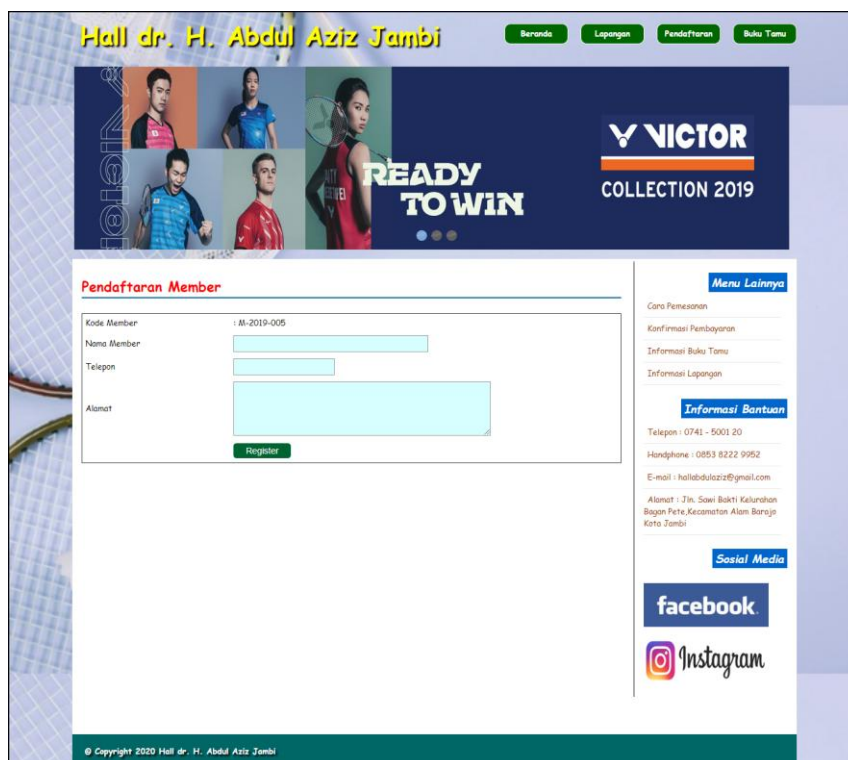 Hall dr. H. Abdul Aziz Jambi
Beranda
Lapangan
Pendaftaran
Buku Tamu
VICTOR
READY
TO WIN
VICTOR
COLLECTION 2019
Pendaftaran Member
Kode Member : M-2019-005
Nama Member
Telepon
Alamat
Register
Menu Lainnya
Cara Pemesanan
Konfirmasi Pembayaran
Informasi Buku Tamu
Informasi Lapangan
Informasi Bantuan
Telepon : 0741 - 5001 20
Handphone : 0853 8222 9952
E-mail : hallabdulaziz@gmail.com
Alamat : Jln. Sawi Bakti Kelurahan
Bagan Pete,Kecamatan Alam Barajo
Kota Jambi
Sosial Media
facebook.
Instagram
© Copyright 2020 Hall dr. H. Abdul Aziz Jambi